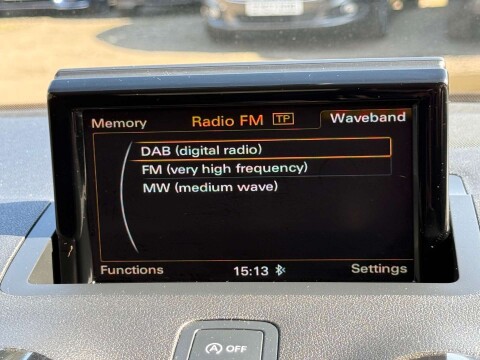 Memory Radio FM TP Waveband
DAB (digital radio)
FM (very high frequency)
MW (medium wave)
Functions 15:13 Settings
A OFF